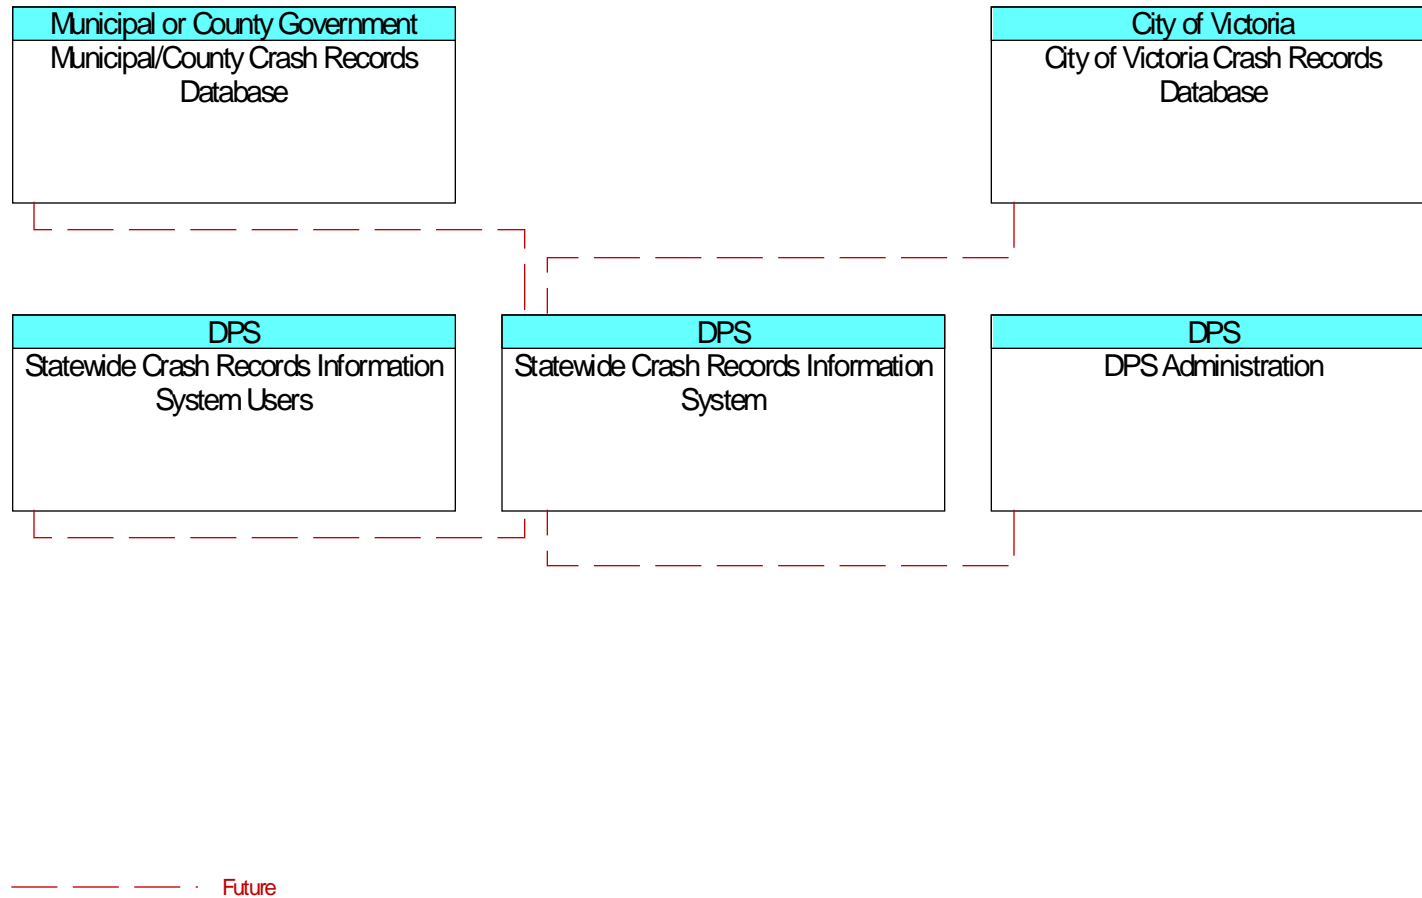 Municipal or County Government
Municipal/County Crash Records
Database
City of Victoria
City of Victoria Crash Records
Database
DPS
Statewide Crash Records Information
System Users
DPS
Statewide Crash Records Information
System
DPS
DPS Administration
Future